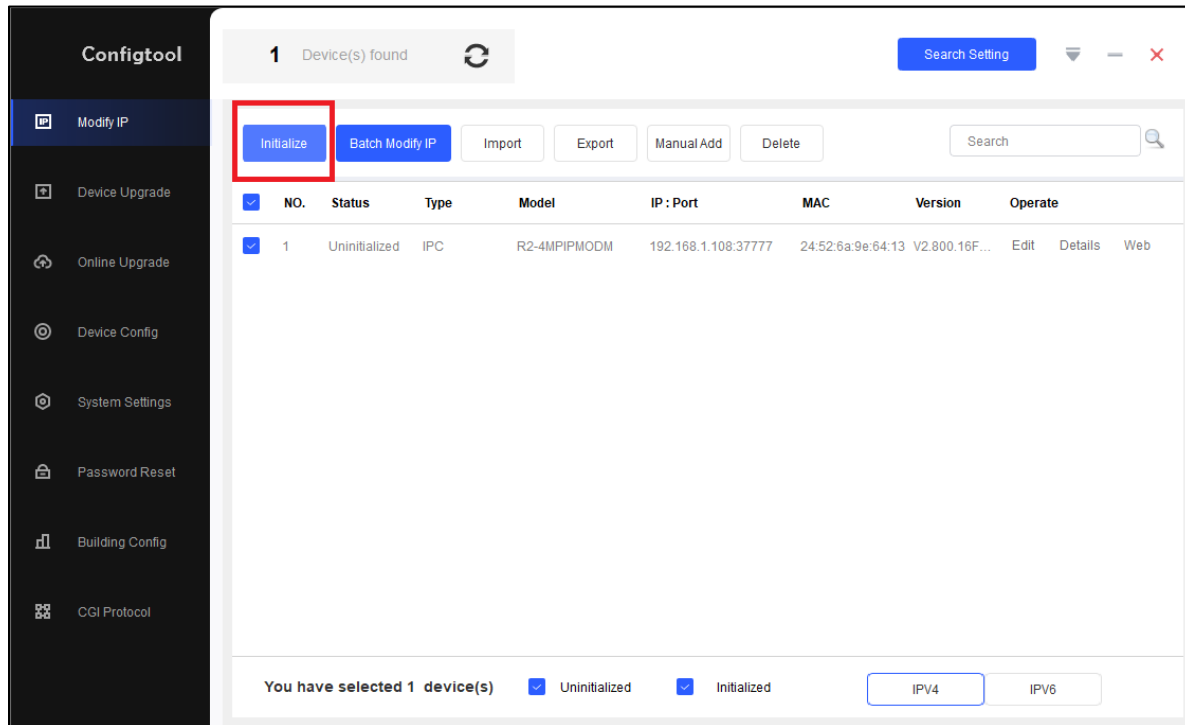 Configtool
1 Device(s) found
Search Setting
IP Modify IP
Device Upgrade
Online Upgrade
Device Config
System Settings
Password Reset
Building Config
CGI Protocol
Initialize Batch Modify IP Import Export Manual Add Delete Search
NO. Status Type Model IP : Port MAC Version Operate
1 Uninitialized IPC R2-4MPIPMODM 192.168.1.108:37777 24:52:6a:9e:64:13 V2.800.16F... Edit Details Web
You have selected 1 device(s) Uninitialized Initialized IPV4 IPV6